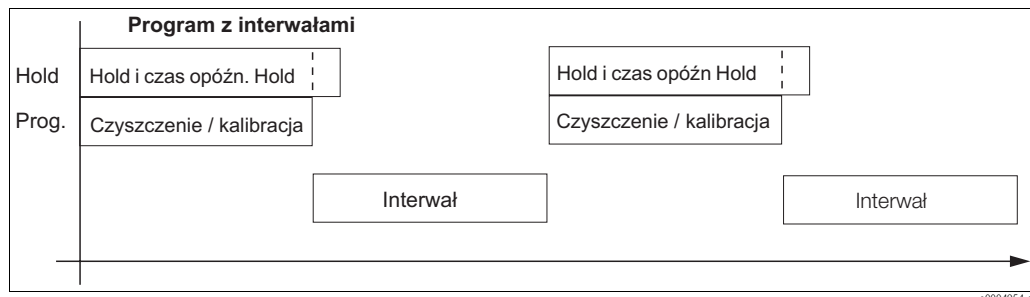 Program z interwałami
Hold
Hold i czas opóźn. Hold
Hold i czas opóźn Hold
Prog.
Czyszczenie / kalibracja
Czyszczenie / kalibracja
Interwał
Interwał